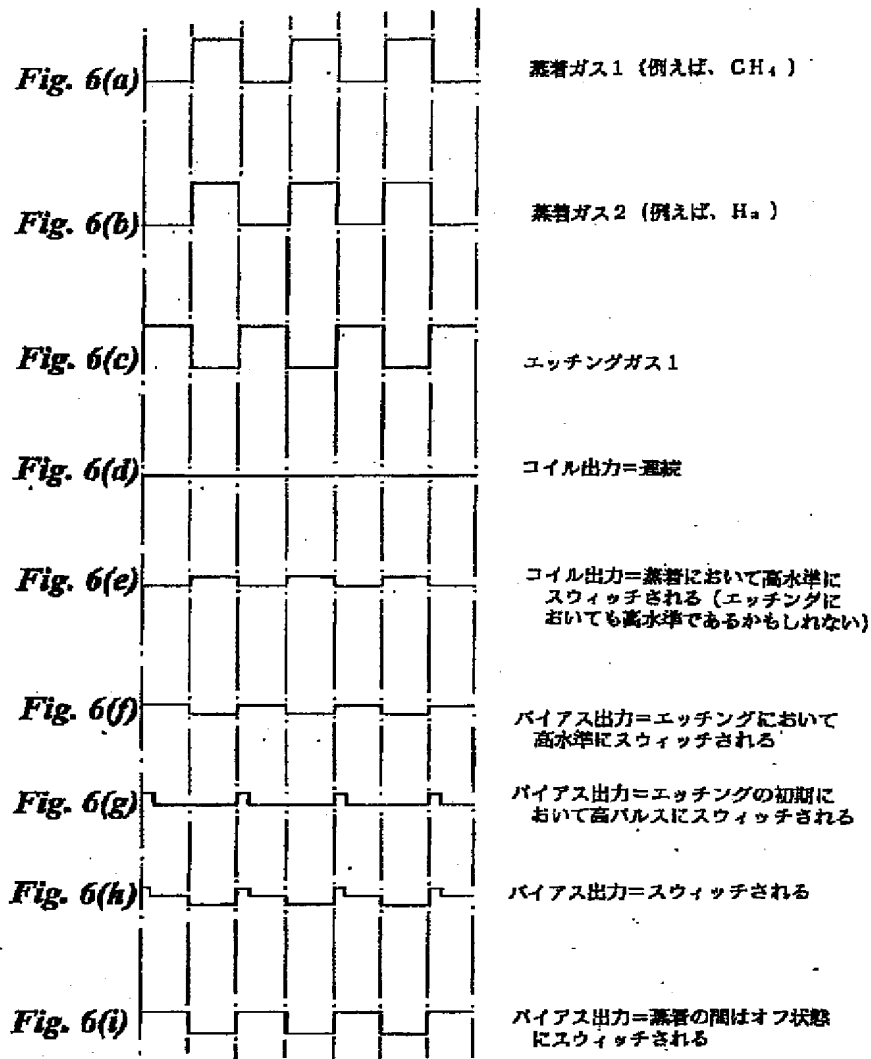 Fig. 6(a)
蒸着ガス1 (例えば、CH₄)
Fig. 6(b)
蒸着ガス2 (例えば、H₂)
Fig. 6(c)
エッチングガス1
Fig. 6(d)
コイル出力=連続
Fig. 6(e)
コイル出力=蒸着において高水準に
スウィッチされる (エッチングに
おいても高水準であるかもしれない)
Fig. 6(f)
バイアス出力=エッチングにおいて
高水準にスウィッチされる
Fig. 6(g)
バイアス出力=エッチングの初期に
おいて高パルスにスウィッチされる
Fig. 6(h)
バイアス出力=スウィッチされる
Fig. 6(i)
バイアス出力=蒸着の間はオフ状態
にスウィッチされる